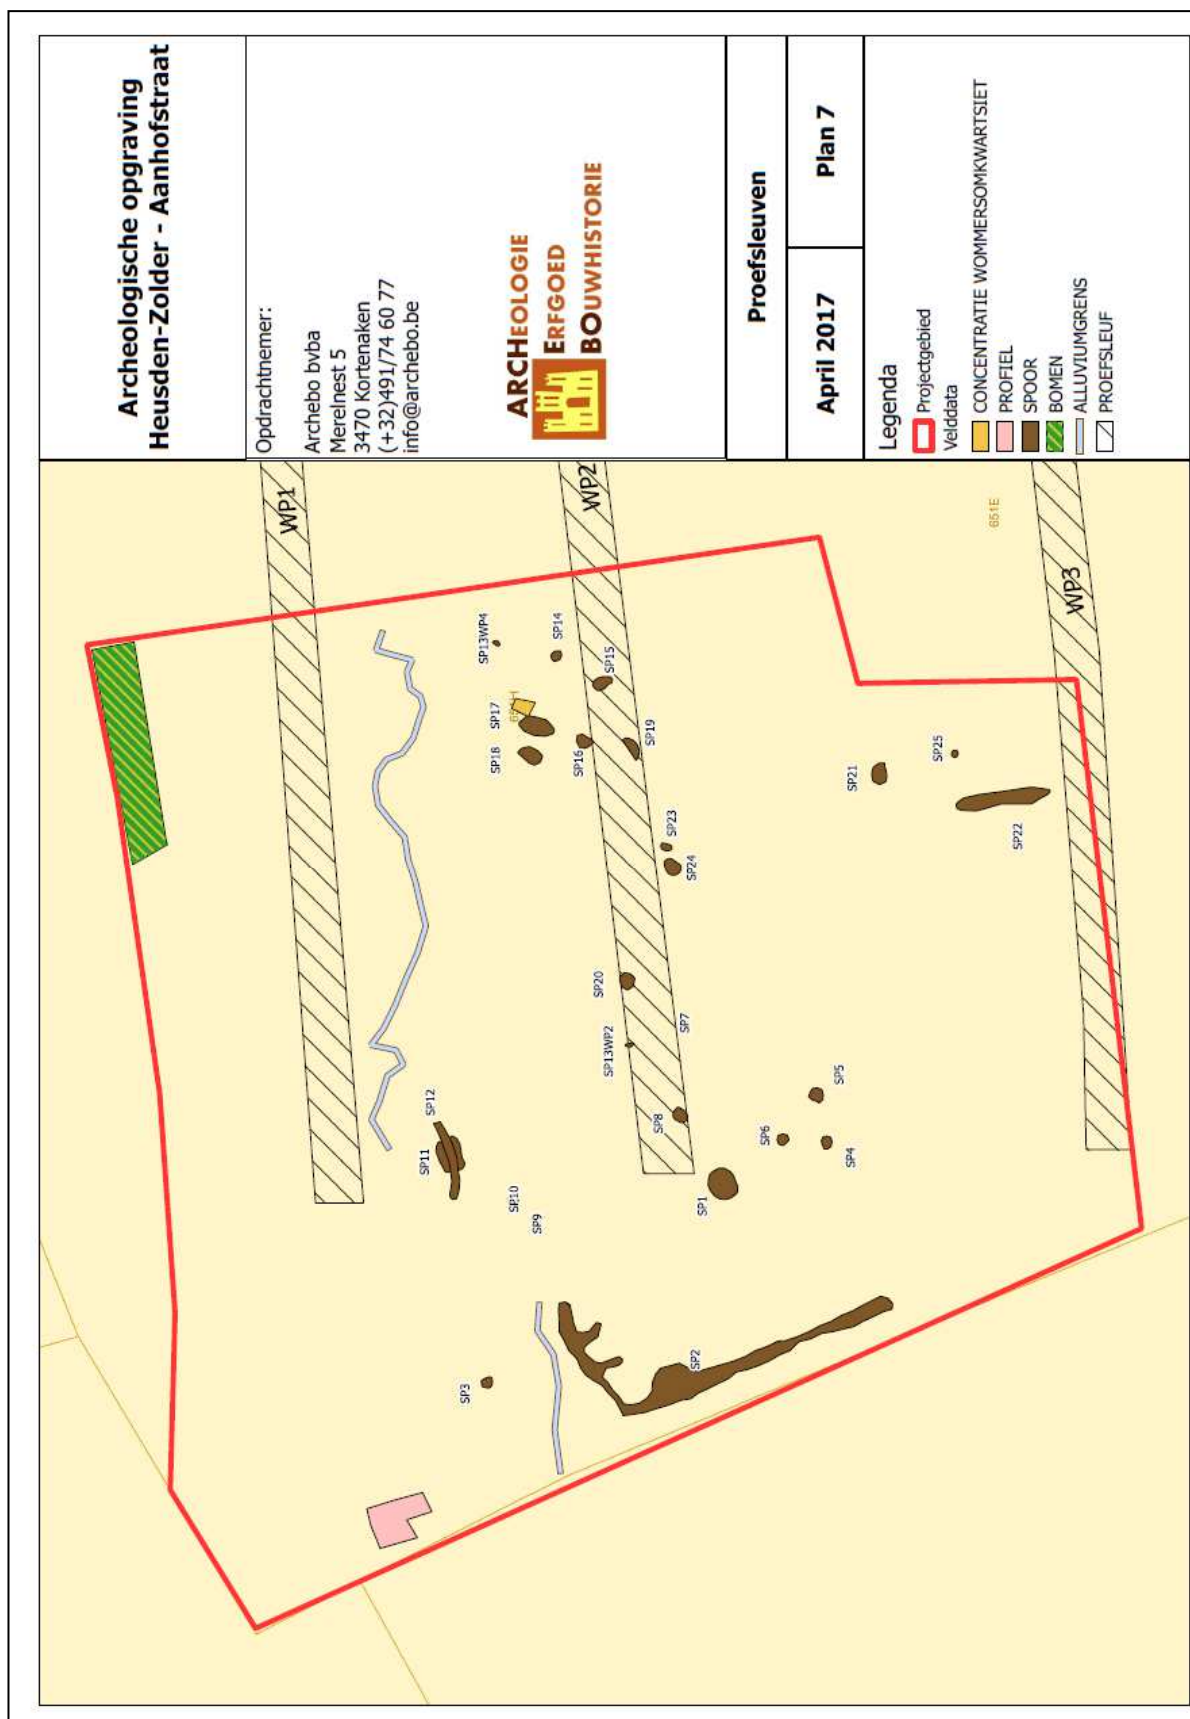 Archeologische opgraving
Heusden-Zolder - Aanhofstraat
Opdrachtnemer:
Archebo bvba
Merelnest 5
3470 Kortenaken
(+32)491/74 60 77
info@archebo.be
ARCHEOLOGIE
ERFGOED
BOUWHISTORIE
Proefsleuven
April 2017
Plan 7
Legenda
Projectgebied
Velddata
CONCENTRATIE WOMMERSOMKWARTSIET
PROFIEL
SPOOR
BOMEN
ALLUVIUMGRENS
PROEFSLEUF
WP1
WP2
WP3
651E
SP13WP4
SP14
SP15
SP17
SP18
SP16
SP19
SP21
SP25
SP22
SP23
SP24
SP20
SP13WP2
SP7
SP8
SP5
SP6
SP4
SP12
SP11
SP10
SP9
SP1
SP3
SP2